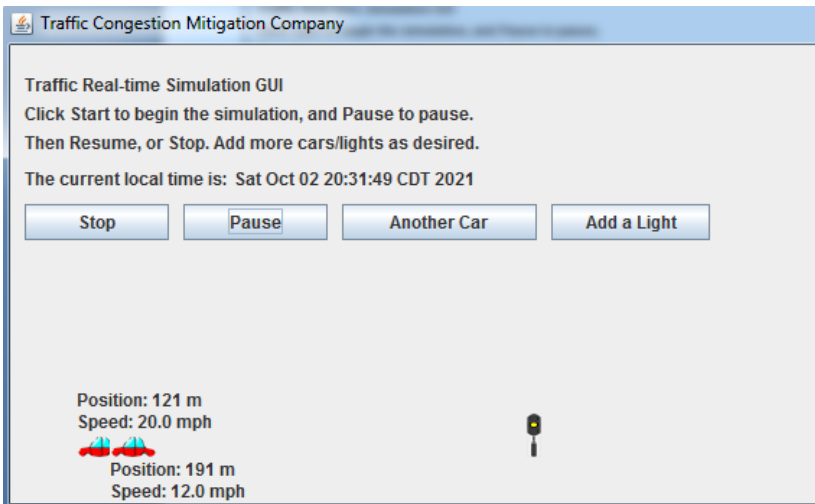 Traffic Congestion Mitigation Company
Traffic Real-time Simulation GUI
Click Start to begin the simulation, and Pause to pause.
Then Resume, or Stop. Add more cars/lights as desired.
The current local time is: Sat Oct 02 20:31:49 CDT 2021
Stop Pause Another Car Add a Light
Position: 121 m
Speed: 20.0 mph
Position: 191 m
Speed: 12.0 mph